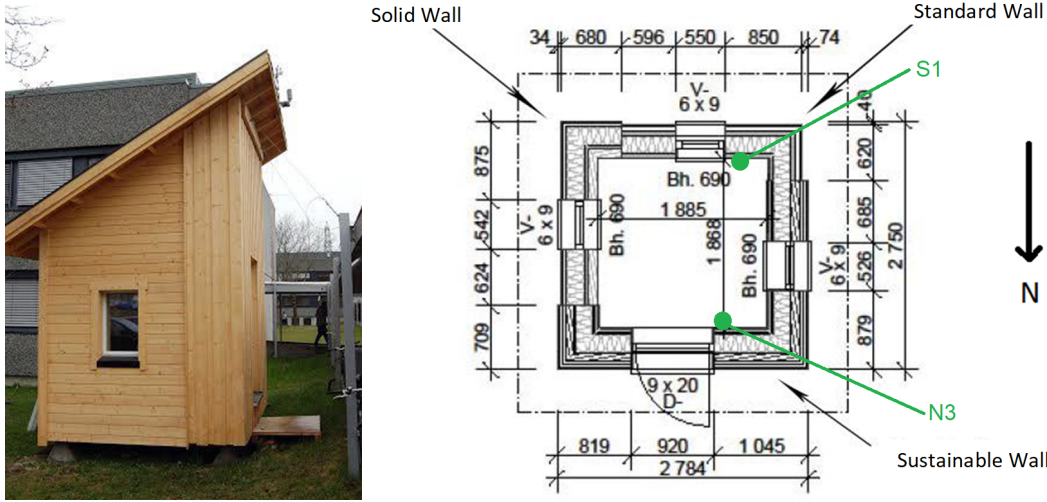 Solid Wall
Standard Wall
34 680 596 550 850 74
S1
V-
6 x 9
40
875
620
Bh. 690
542
V-
6 x 9
Bh. 690
1 885
1 868
685
2 750
Bh. 690
526
V-
6 x 9
N
624
709
879
9 x 20
D-
N3
819 920 1 045
2 784
Sustainable Wall